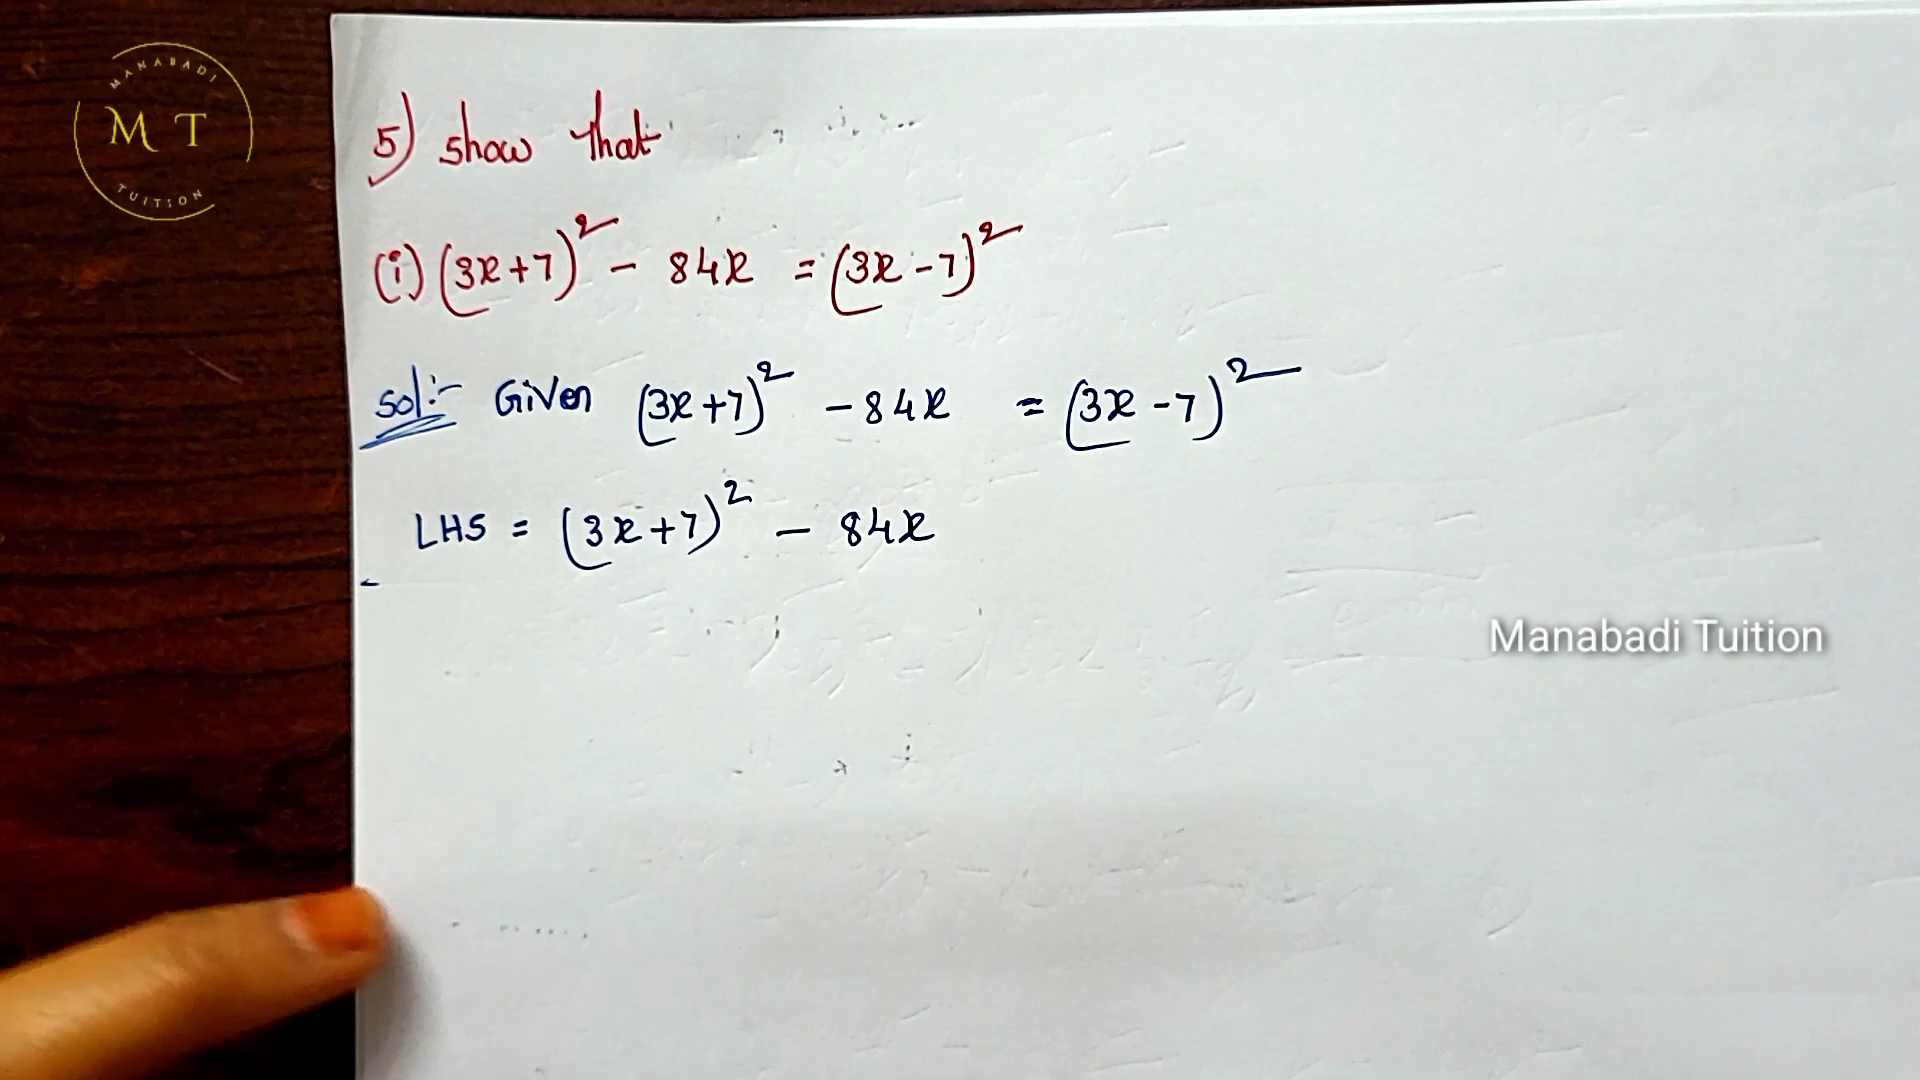 MANABADI
MT
TUITION
5) show that
(i) (3x+7)² - 84x = (3x-7)²
Sol:- Given (3x+7)² - 84x = (3x-7)²
LHS = (3x+7)² - 84x
Manabadi Tuition